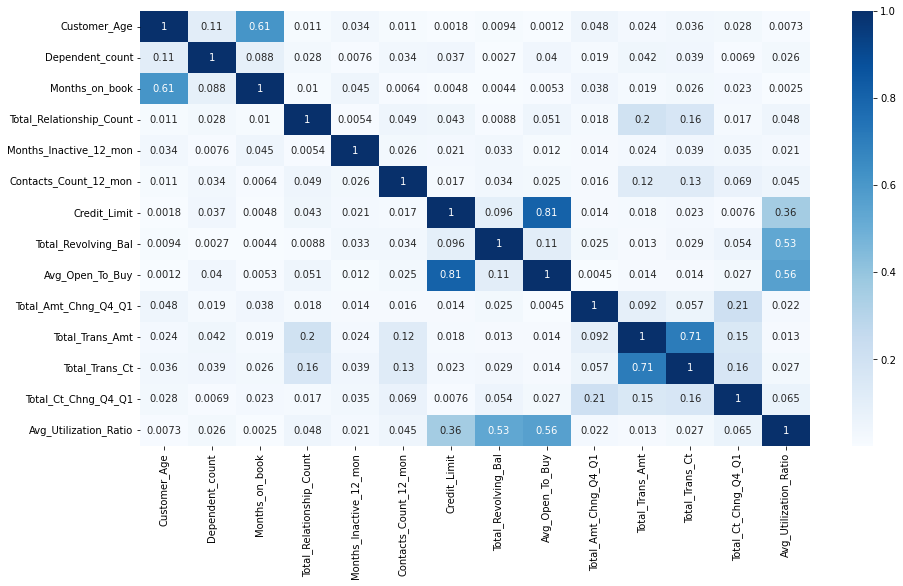 Customer_Age 1 0.11 0.61 0.011 0.034 0.011 0.0018 0.0094 0.0012 0.048 0.024 0.036 0.028 0.0073
Dependent_count 0.11 1 0.088 0.028 0.0076 0.034 0.037 0.0027 0.04 0.019 0.042 0.039 0.0069 0.026
Months_on_book 0.61 0.088 1 0.01 0.045 0.0064 0.0048 0.0044 0.0053 0.038 0.019 0.026 0.023 0.0025
Total_Relationship_Count 0.011 0.028 0.01 1 0.0054 0.049 0.043 0.0088 0.051 0.018 0.2 0.16 0.017 0.048
Months_Inactive_12_mon 0.034 0.0076 0.045 0.0054 1 0.026 0.021 0.033 0.012 0.014 0.024 0.039 0.035 0.021
Contacts_Count_12_mon 0.011 0.034 0.0064 0.049 0.026 1 0.017 0.034 0.025 0.016 0.12 0.13 0.069 0.045
Credit_Limit 0.0018 0.037 0.0048 0.043 0.021 0.017 1 0.096 0.81 0.014 0.018 0.023 0.0076 0.36
Total_Revolving_Bal 0.0094 0.0027 0.0044 0.0088 0.033 0.034 0.096 1 0.11 0.025 0.013 0.029 0.054 0.53
Avg_Open_To_Buy 0.0012 0.04 0.0053 0.051 0.012 0.025 0.81 0.11 1 0.0045 0.014 0.014 0.027 0.56
Total_Amt_Chng_Q4_Q1 0.048 0.019 0.038 0.018 0.014 0.016 0.014 0.025 0.0045 1 0.092 0.057 0.21 0.022
Total_Trans_Amt 0.024 0.042 0.019 0.2 0.024 0.12 0.018 0.013 0.014 0.092 1 0.71 0.15 0.013
Total_Trans_Ct 0.036 0.039 0.026 0.16 0.039 0.13 0.023 0.029 0.014 0.057 0.71 1 0.16 0.027
Total_Ct_Chng_Q4_Q1 0.028 0.0069 0.023 0.017 0.035 0.069 0.0076 0.054 0.027 0.21 0.15 0.16 1 0.065
Avg_Utilization_Ratio 0.0073 0.026 0.0025 0.048 0.021 0.045 0.36 0.53 0.56 0.022 0.013 0.027 0.065 1
Customer_Age
Dependent_count
Months_on_book
Total_Relationship_Count
Months_Inactive_12_mon
Contacts_Count_12_mon
Credit_Limit
Total_Revolving_Bal
Avg_Open_To_Buy
Total_Amt_Chng_Q4_Q1
Total_Trans_Amt
Total_Trans_Ct
Total_Ct_Chng_Q4_Q1
Avg_Utilization_Ratio
1.0
0.8
0.6
0.4
0.2